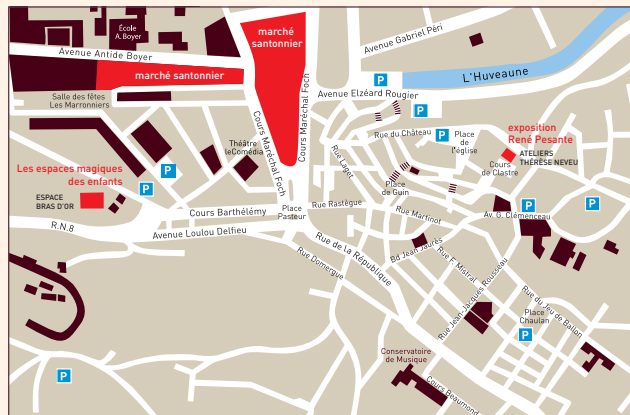 École
A. Boyer
marché
santonnier
Avenue Gabriel Péri
Avenue Antide Boyer
marché santonnier
P
L'Huveaune
Salle des fêtes
Les Marronniers
Avenue Elzéard Rougier
P
Cours Maréchal Foch
Cours Maréchal Foch
Rue du Château
P
Place
de
l'église
exposition
René Pesante
ATELIERS
THÉRÈSE NEVEU
Théâtre
leComédia
Rue Laget
Cours
de Clastre
Les espaces magiques
des enfants
P
P
ESPACE
BRAS D'OR
Place
de Guin
P
P
Cours Barthélémy
Place
Pasteur
Rue Rastègue
Rue Martinot
Av. G. Clémenceau
R.N.8
Avenue Loulou Delfieu
Rue de la République
Bd Jean Jaurès
Rue Domergue
Rue F. Mistral
Rue Jean-Jacques Rousseau
Rue du Jeu de Ballon
Place
Chaulan
P
Conservatoire
de Musique
P
Cours Beaumond